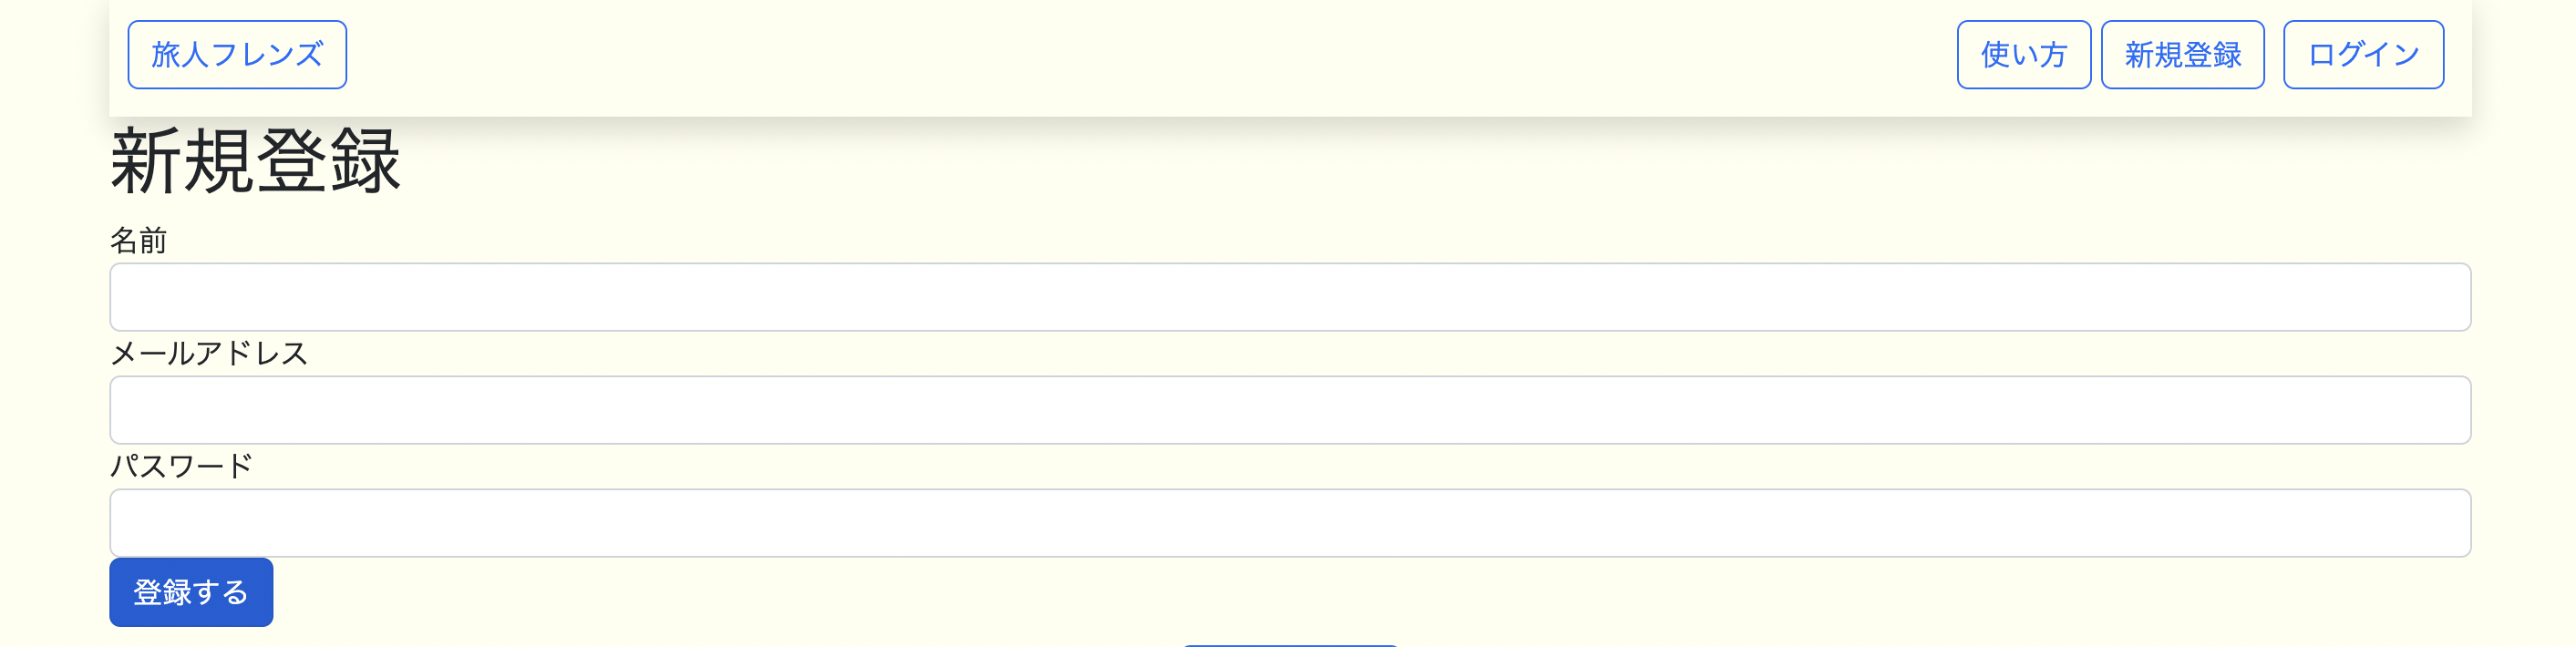 旅人フレンズ 使い方 新規登録 ログイン
新規登録
名前
メールアドレス
パスワード
登録する